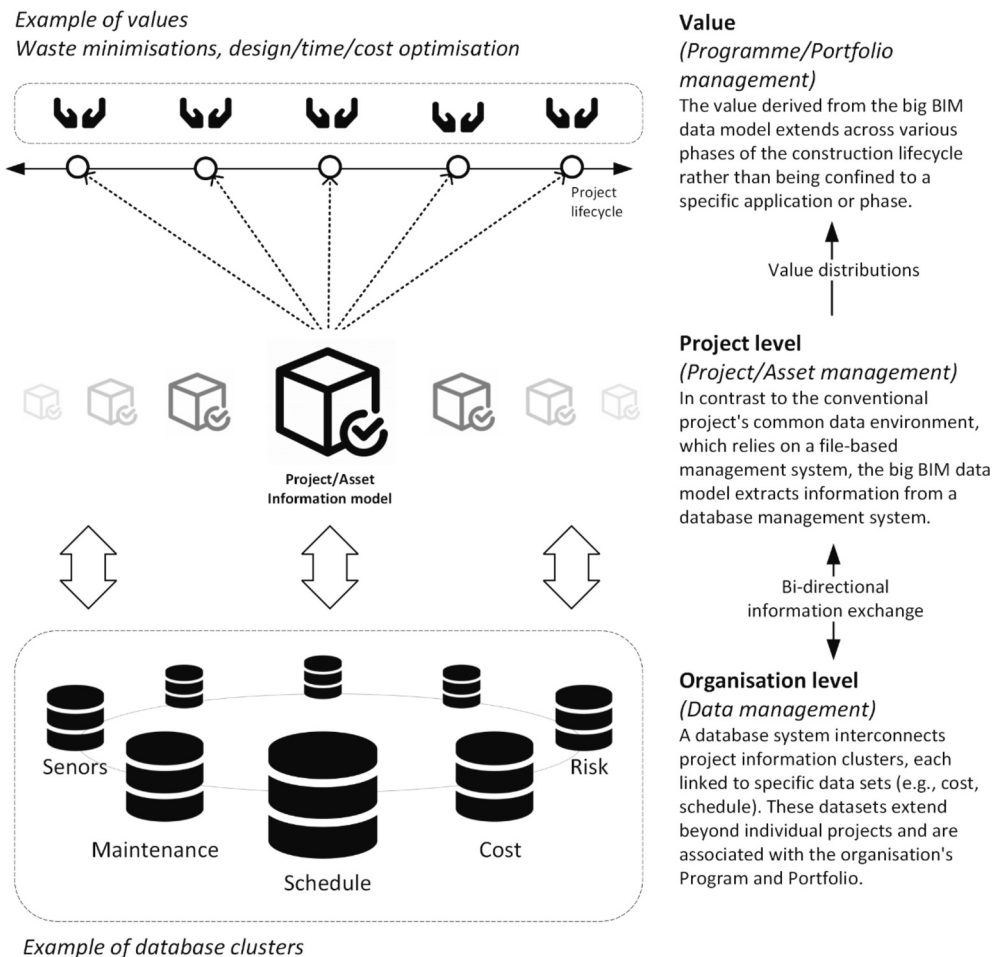 Example of values
Waste minimisations, design/time/cost optimisation
Project
lifecycle
Project/Asset
Information model
Senors
Maintenance
Schedule
Cost
Risk
Example of database clusters
Value
(Programme/Portfolio
management)
The value derived from the big BIM
data model extends across various
phases of the construction lifecycle
rather than being confined to a
specific application or phase.
Value distributions
Project level
(Project/Asset management)
In contrast to the conventional
project's common data environment,
which relies on a file-based
management system, the big BIM data
model extracts information from a
database management system.
Bi-directional
information exchange
Organisation level
(Data management)
A database system interconnects
project information clusters, each
linked to specific data sets (e.g., cost,
schedule). These datasets extend
beyond individual projects and are
associated with the organisation's
Program and Portfolio.